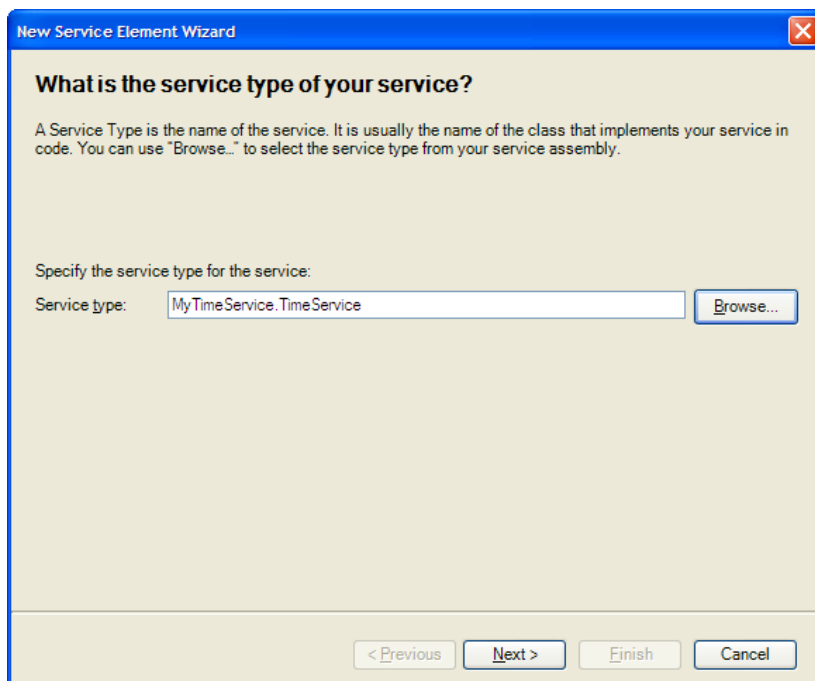 New Service Element Wizard
What is the service type of your service?
A Service Type is the name of the service. It is usually the name of the class that implements your service in
code. You can use "Browse..." to select the service type from your service assembly.
Specify the service type for the service:
Service type: MyTimeService.TimeService Browse...
< Previous Next > Finish Cancel